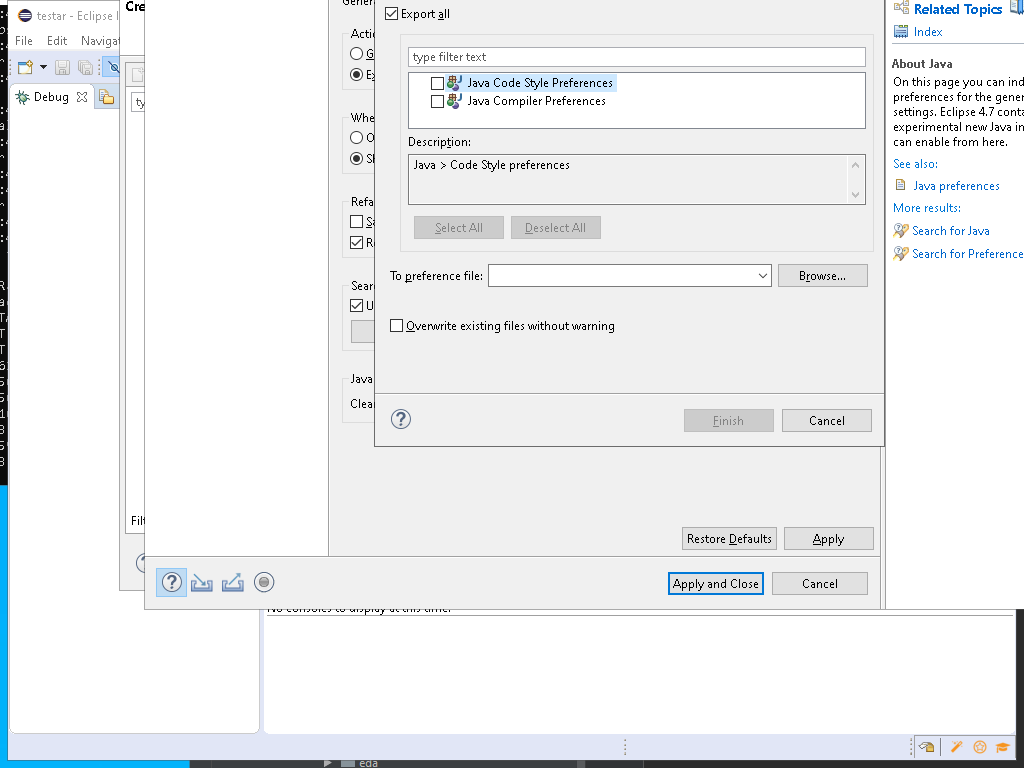 testar - Eclipse I
File Edit Navigat
Debug
Cre
ty
Filt
General
Actio
G
E
Whe
O
S
Refa
Sa
R
Sear
U
Java
Clear
Export all
type filter text
Java Code Style Preferences
Java Compiler Preferences
Description:
Java > Code Style preferences
Select All Deselect All
To preference file:
Browse...
Overwrite existing files without warning
Finish Cancel
Restore Defaults Apply
Apply and Close Cancel
Related Topics
Index
About Java
On this page you can ind
preferences for the gener
settings. Eclipse 4.7 conta
experimental new Java in
can enable from here.
See also:
Java preferences
More results:
Search for Java
Search for Preference
No consoles to display at this time.
eda